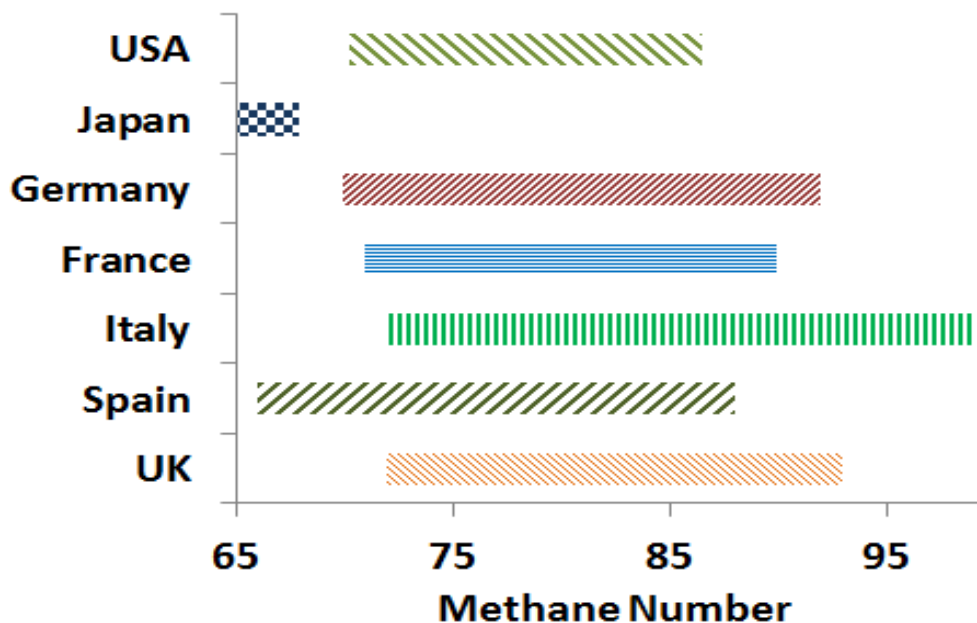 USA
Japan
Germany
France
Italy
Spain
UK
65 75 85 95
Methane Number